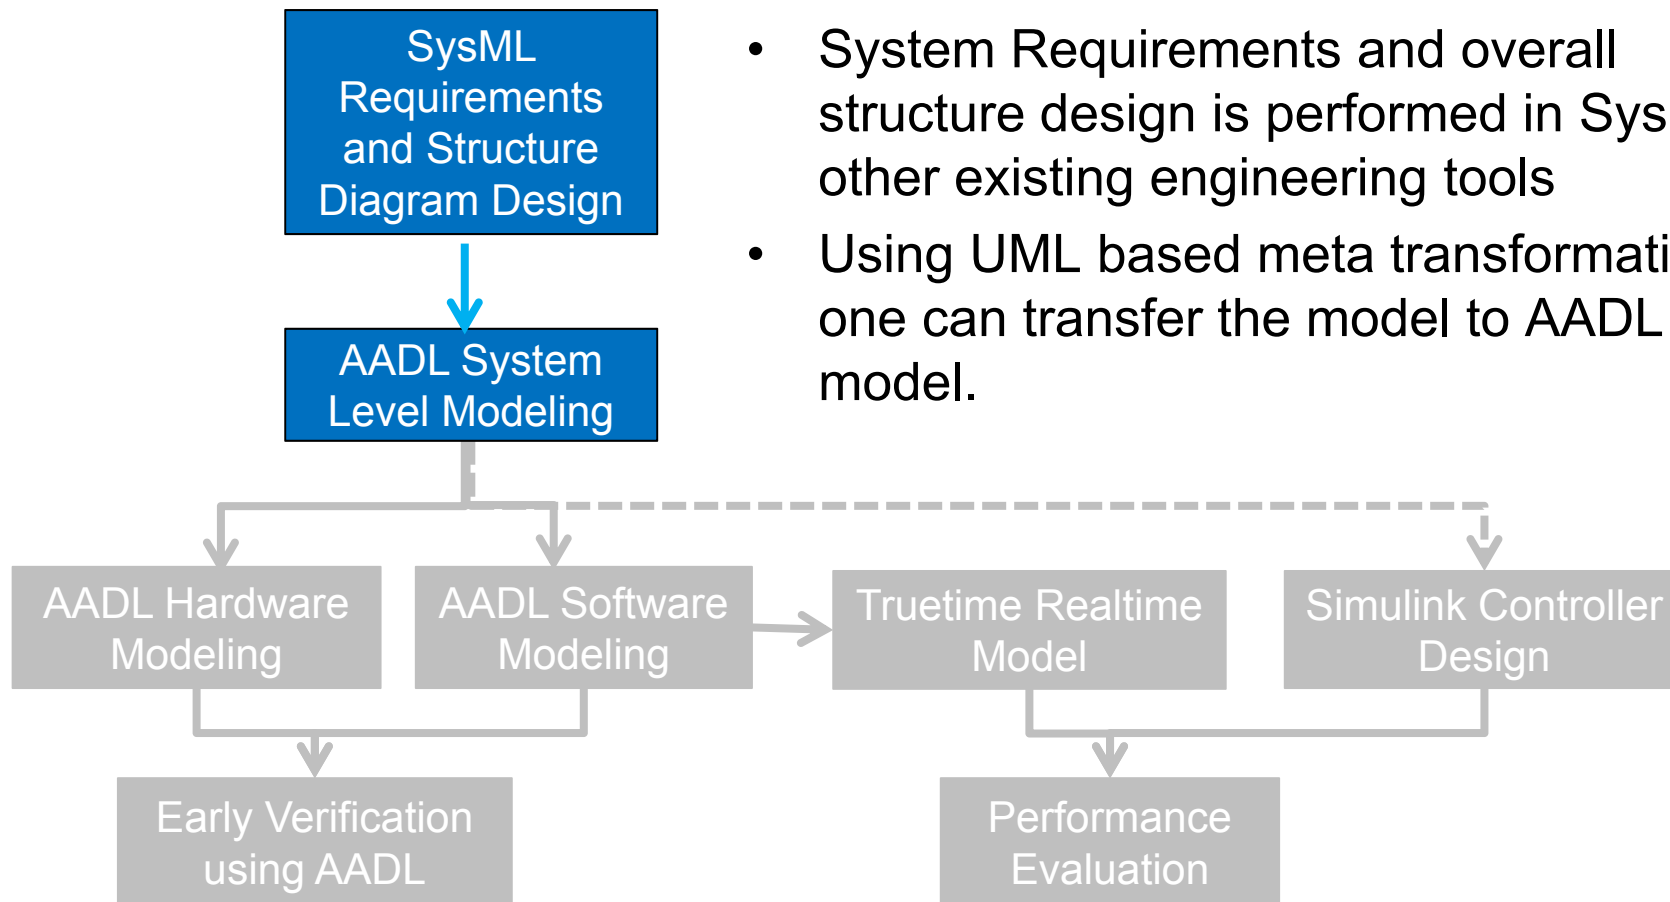 SysML
Requirements
and Structure
Diagram Design
• System Requirements and overall
structure design is performed in Sys
other existing engineering tools
• Using UML based meta transformati
one can transfer the model to AADL
model.
AADL System
Level Modeling
AADL Hardware
Modeling
AADL Software
Modeling
Truetime Realtime
Model
Simulink Controller
Design
Early Verification
using AADL
Performance
Evaluation